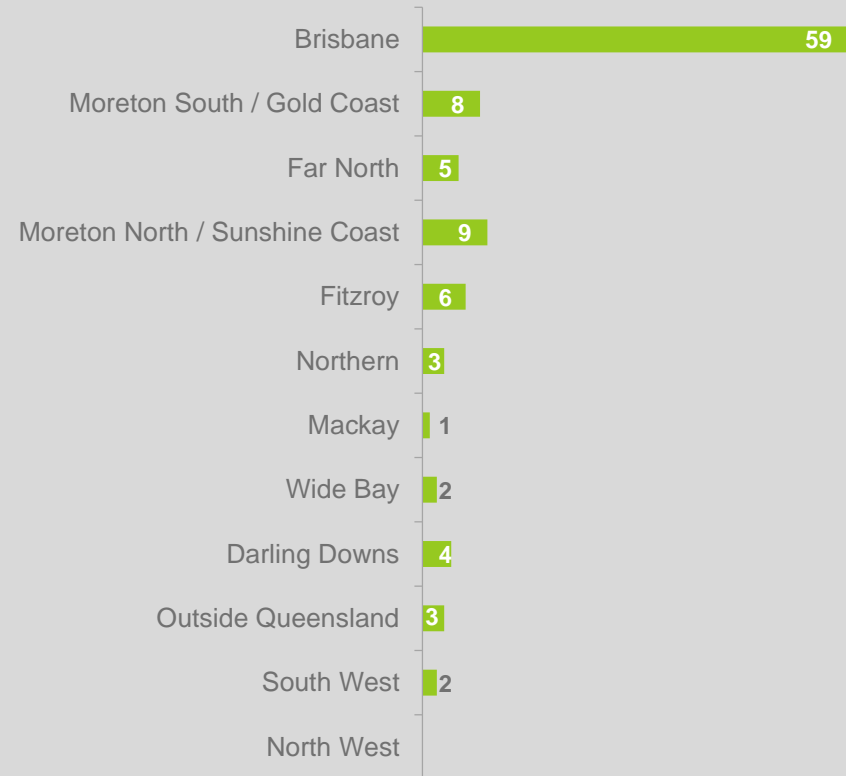 Brisbane 59
Moreton South / Gold Coast 8
Far North 5
Moreton North / Sunshine Coast 9
Fitzroy 6
Northern 3
Mackay 1
Wide Bay 2
Darling Downs 4
Outside Queensland 3
South West 2
North West